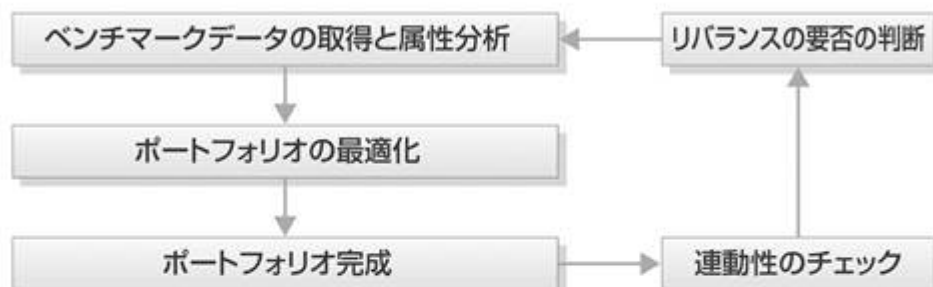 ベンチマークデータの取得と属性分析
リバランスの要否の判断
ポートフォリオの最適化
ポートフォリオ完成
連動性のチェック